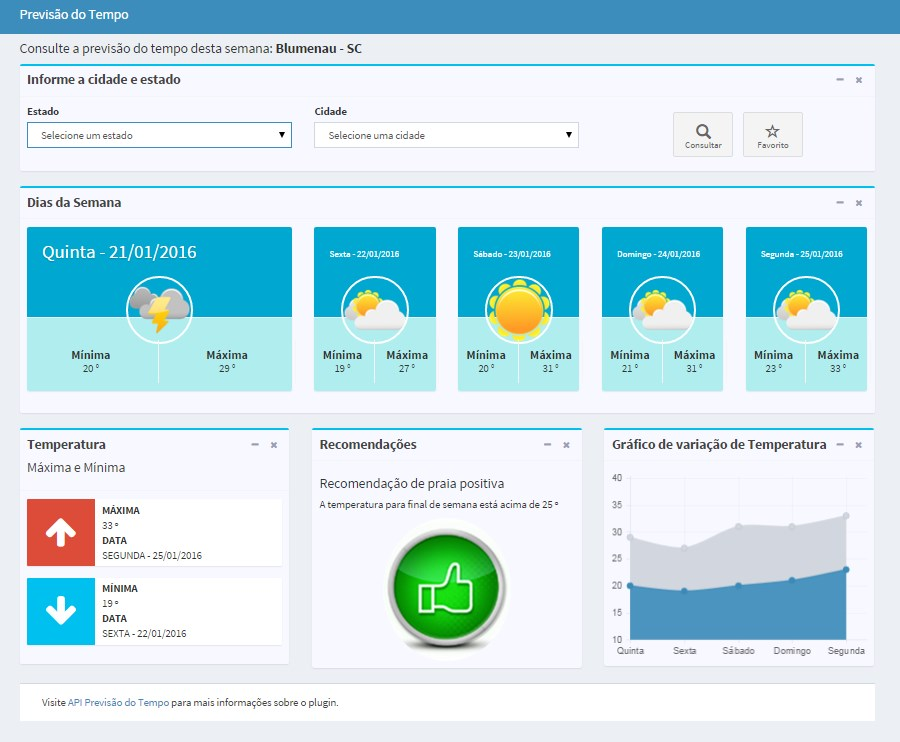 Previsão do Tempo
Consulte a previsão do tempo desta semana: Blumenau - SC
Informe a cidade e estado
Estado
Cidade
Selecione um estado
Selecione uma cidade
Consultar
Favorito
Dias da Semana
Quinta - 21/01/2016
Mínima
20 º
Máxima
29 º
Sexta - 22/01/2016
Mínima
19 º
Máxima
27 º
Sábado - 23/01/2016
Mínima
20 º
Máxima
31 º
Domingo - 24/01/2016
Mínima
21 º
Máxima
31 º
Segunda - 25/01/2016
Mínima
23 º
Máxima
33 º
Temperatura
Máxima e Mínima
MÁXIMA
33 º
DATA
SEGUNDA - 25/01/2016
MÍNIMA
19 º
DATA
SEXTA - 22/01/2016
Recomendações
Recomendação de praia positiva
A temperatura para final de semana está acima de 25 º
Gráfico de variação de Temperatura
40
35
30
25
20
15
10
Quinta
Sexta
Sábado
Domingo
Segunda
Visite API Previsão do Tempo para mais informações sobre o plugin.